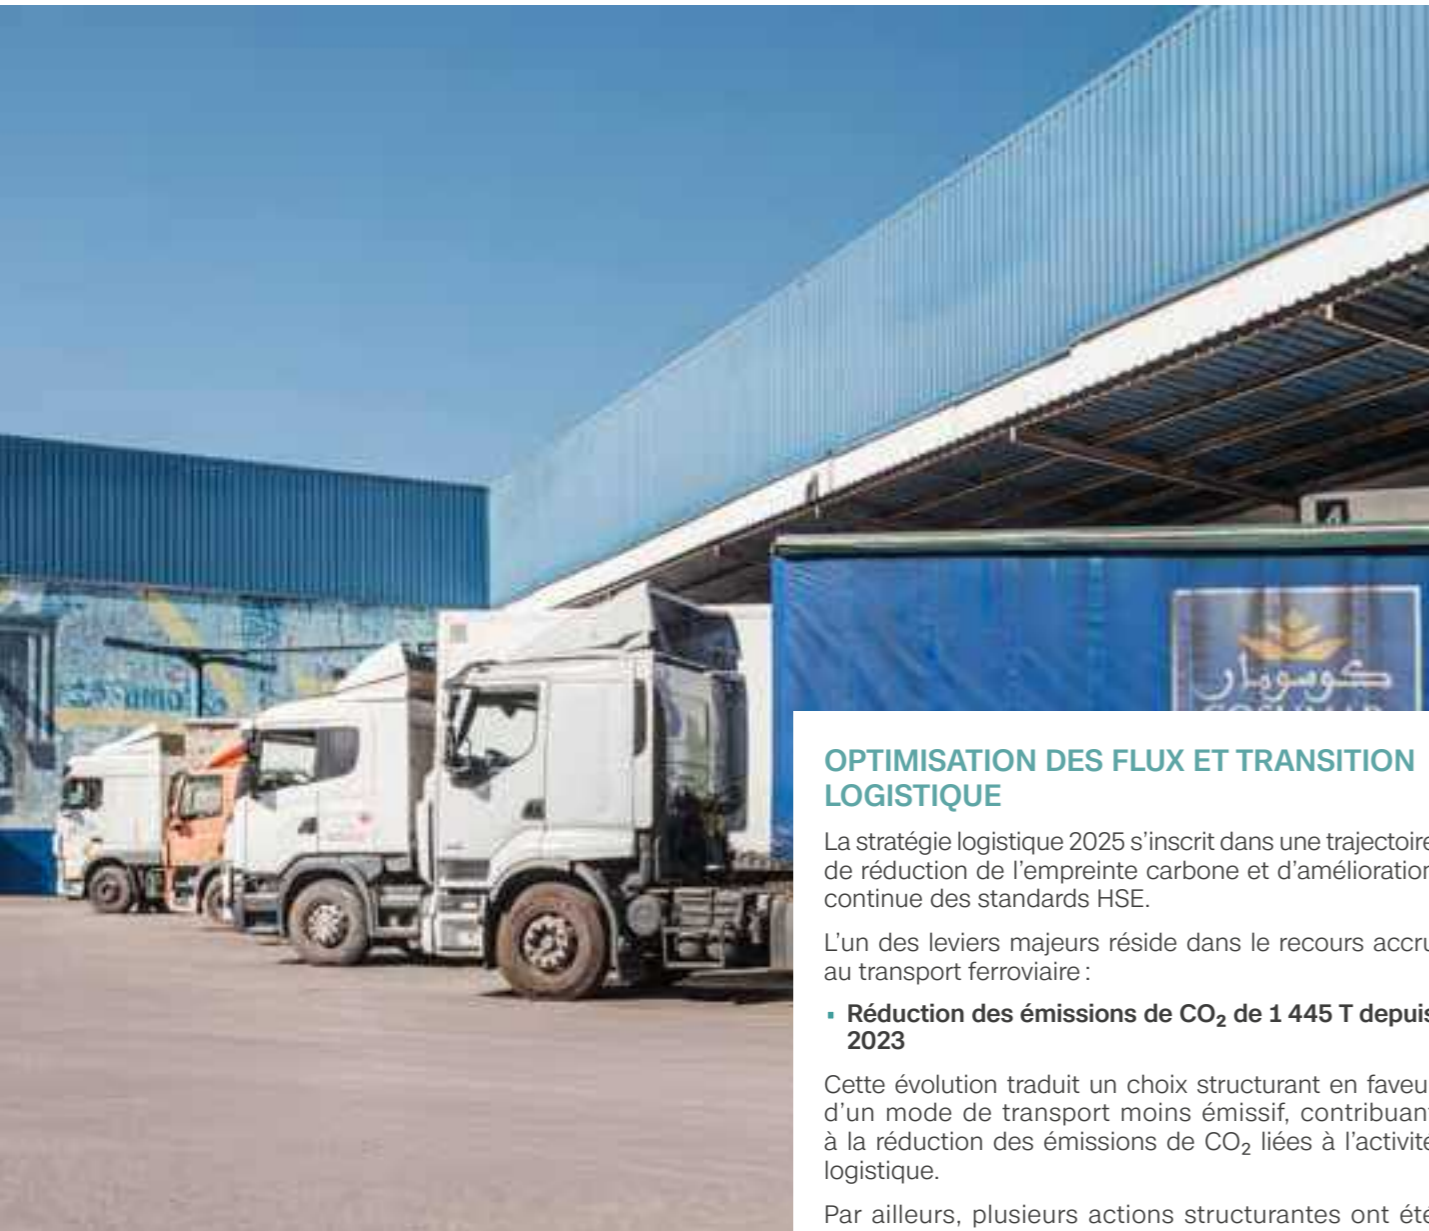 كوسومار
OPTIMISATION DES FLUX ET TRANSITION
LOGISTIQUE
La stratégie logistique 2025 s’inscrit dans une trajectoire
de réduction de l’empreinte carbone et d’amélioration
continue des standards HSE.
L’un des leviers majeurs réside dans le recours accru
au transport ferroviaire :
▪ Réduction des émissions de CO₂ de 1 445 T depuis
2023
Cette évolution traduit un choix structurant en faveur
d’un mode de transport moins émissif, contribuant
à la réduction des émissions de CO₂ liées à l’activité
logistique.
Par ailleurs, plusieurs actions structurantes ont été